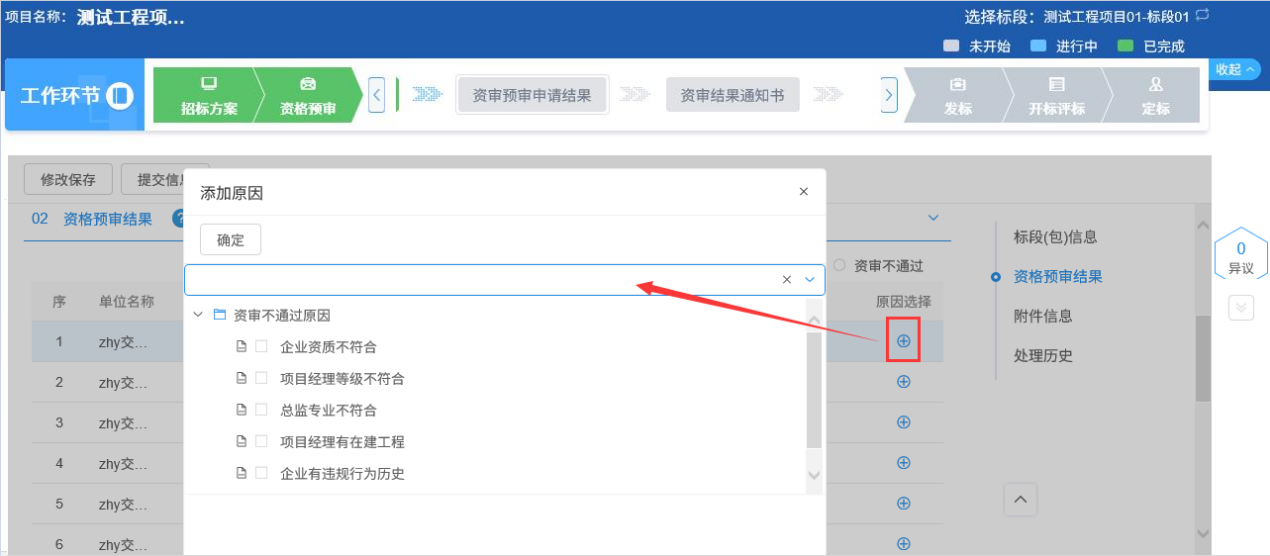 项目名称: 测试工程项...
选择标段: 测试工程项目01-标段01
未开始 进行中 已完成
收起
工作环节
招标方案
资格预审
资审预审申请结果
资审结果通知书
发标
开标评标
定标
修改保存
提交信
添加原因
02 资格预审结果
?
确定
资审不通过
标段(包)信息
资格预审结果
附件信息
处理历史
0
异议
序 单位名称
原因选择
资审不通过原因
1 zhy交...
企业资质不符合
2 zhy交...
项目经理等级不符合
3 zhy交...
总监专业不符合
4 zhy交...
项目经理有在建工程
5 zhy交...
企业有违规行为历史
6 zhy交...